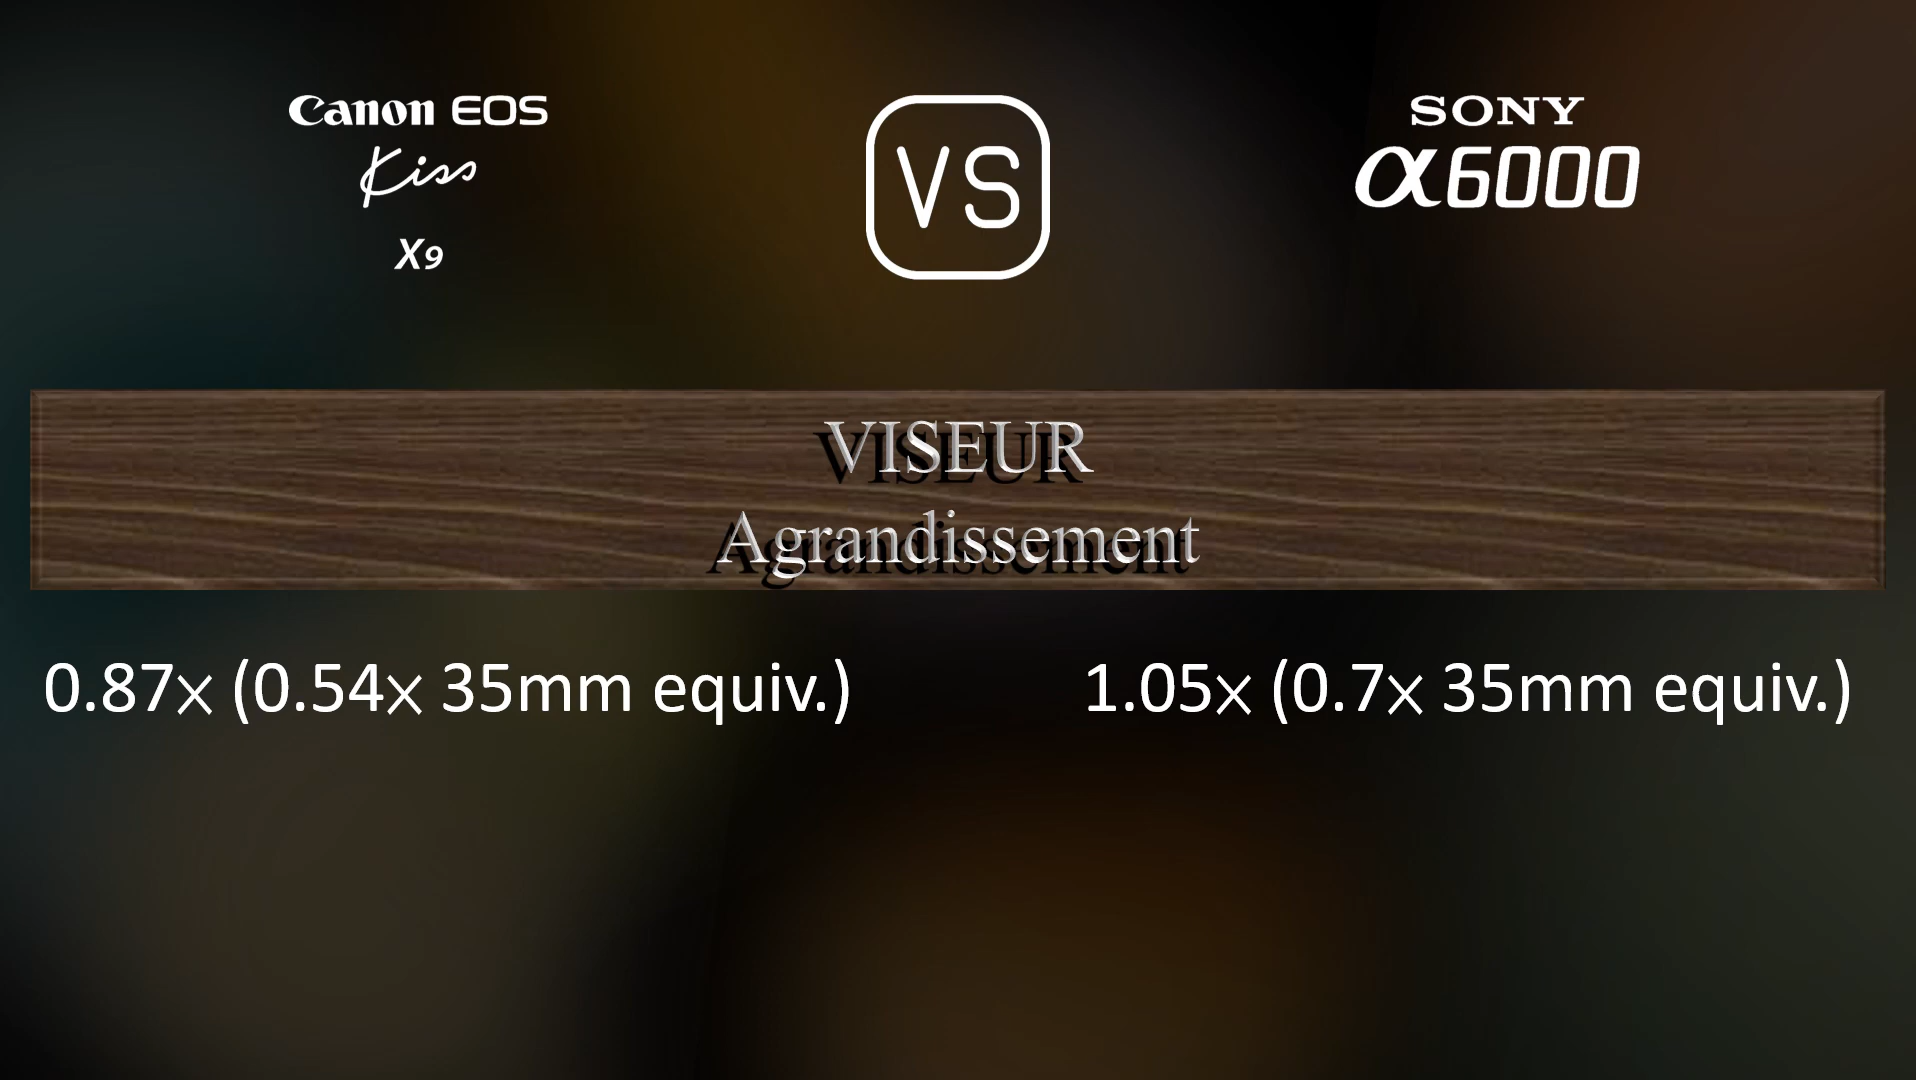 Canon EOS
Kiss
X9
VS
SONY
α6000
VISEUR
Agrandissement
0.87x (0.54x 35mm equiv.)
1.05x (0.7x 35mm equiv.)